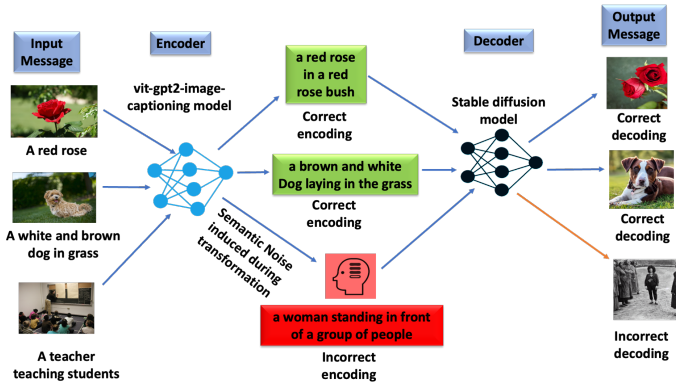 Input
Message
Encoder
Decoder
Output
Message
vit-gpt2-image-
captioning model
a red rose
in a red
rose bush
Correct
encoding
Stable diffusion
model
A red rose
Correct
decoding
a brown and white
Dog laying in the grass
Correct
encoding
A white and brown
dog in grass
Correct
decoding
Semantic Noise
induced during
transformation
a woman standing in front
of a group of people
Incorrect
encoding
A teacher
teaching students
Incorrect
decoding